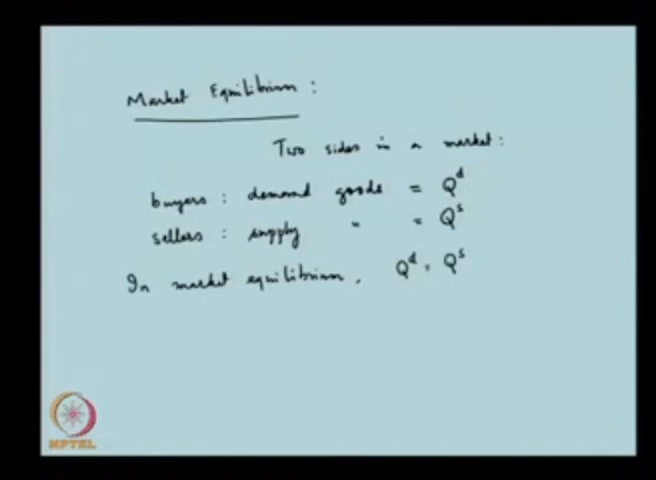 Market Equilibrium :
Two sides in a market :
buyers : demand goods = Q^d
sellers : supply " = Q^s
In market equilibrium, Q^d = Q^s
NPTEL